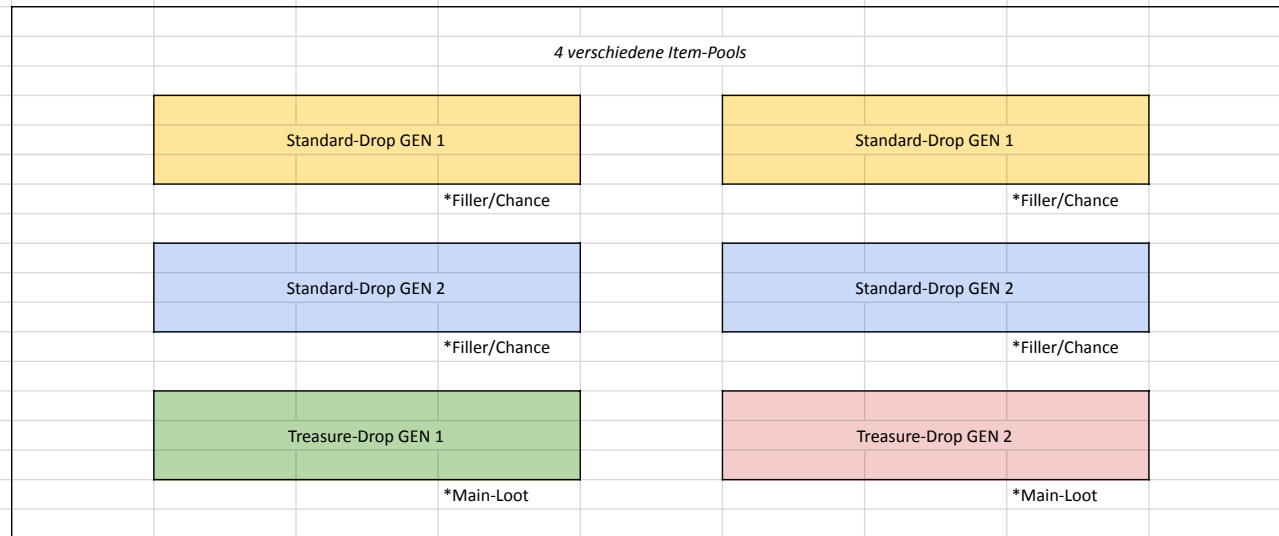 4 verschiedene Item-Pools
Standard-Drop GEN 1
Standard-Drop GEN 1
*Filler/Chance
*Filler/Chance
Standard-Drop GEN 2
Standard-Drop GEN 2
*Filler/Chance
*Filler/Chance
Treasure-Drop GEN 1
Treasure-Drop GEN 2
*Main-Loot
*Main-Loot